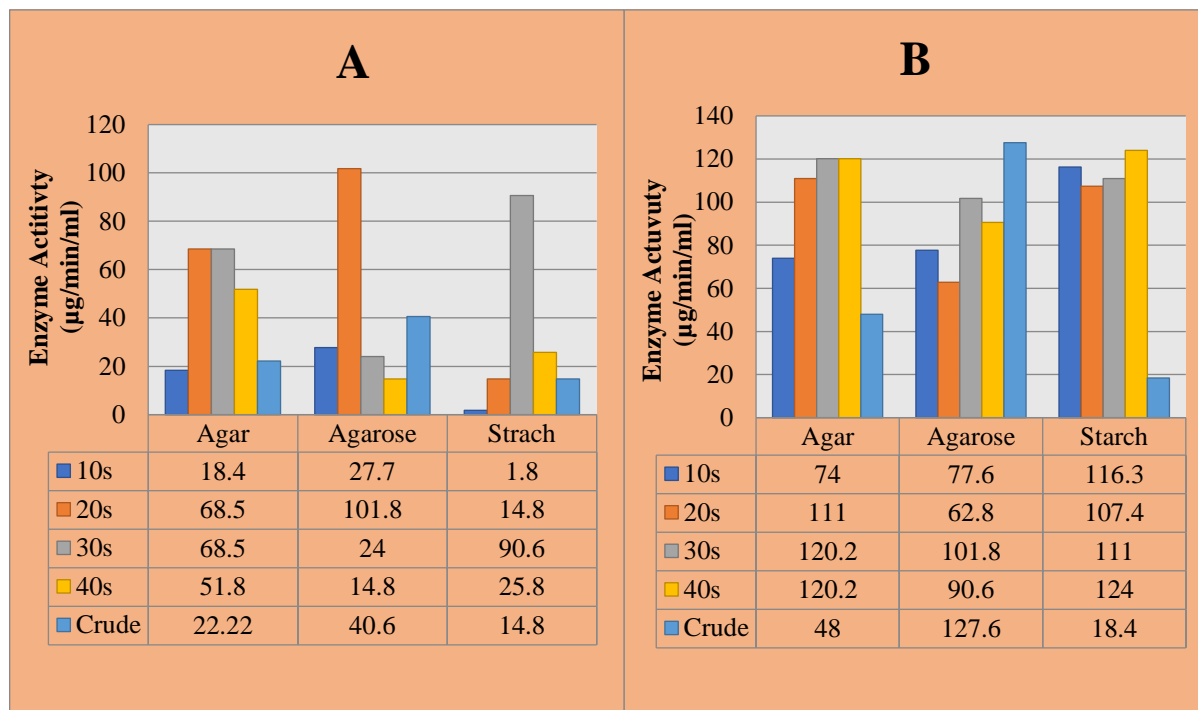 A
Enzyme Actitivty
(µg/min/ml)
120
100
80
60
40
20
0
Agar Agarose Strach
10s 18.4 27.7 1.8
20s 68.5 101.8 14.8
30s 68.5 24 90.6
40s 51.8 14.8 25.8
Crude 22.22 40.6 14.8
B
Enzyme Actuvuty
(µg/min/ml)
140
120
100
80
60
40
20
0
Agar Agarose Starch
10s 74 77.6 116.3
20s 111 62.8 107.4
30s 120.2 101.8 111
40s 120.2 90.6 124
Crude 48 127.6 18.4